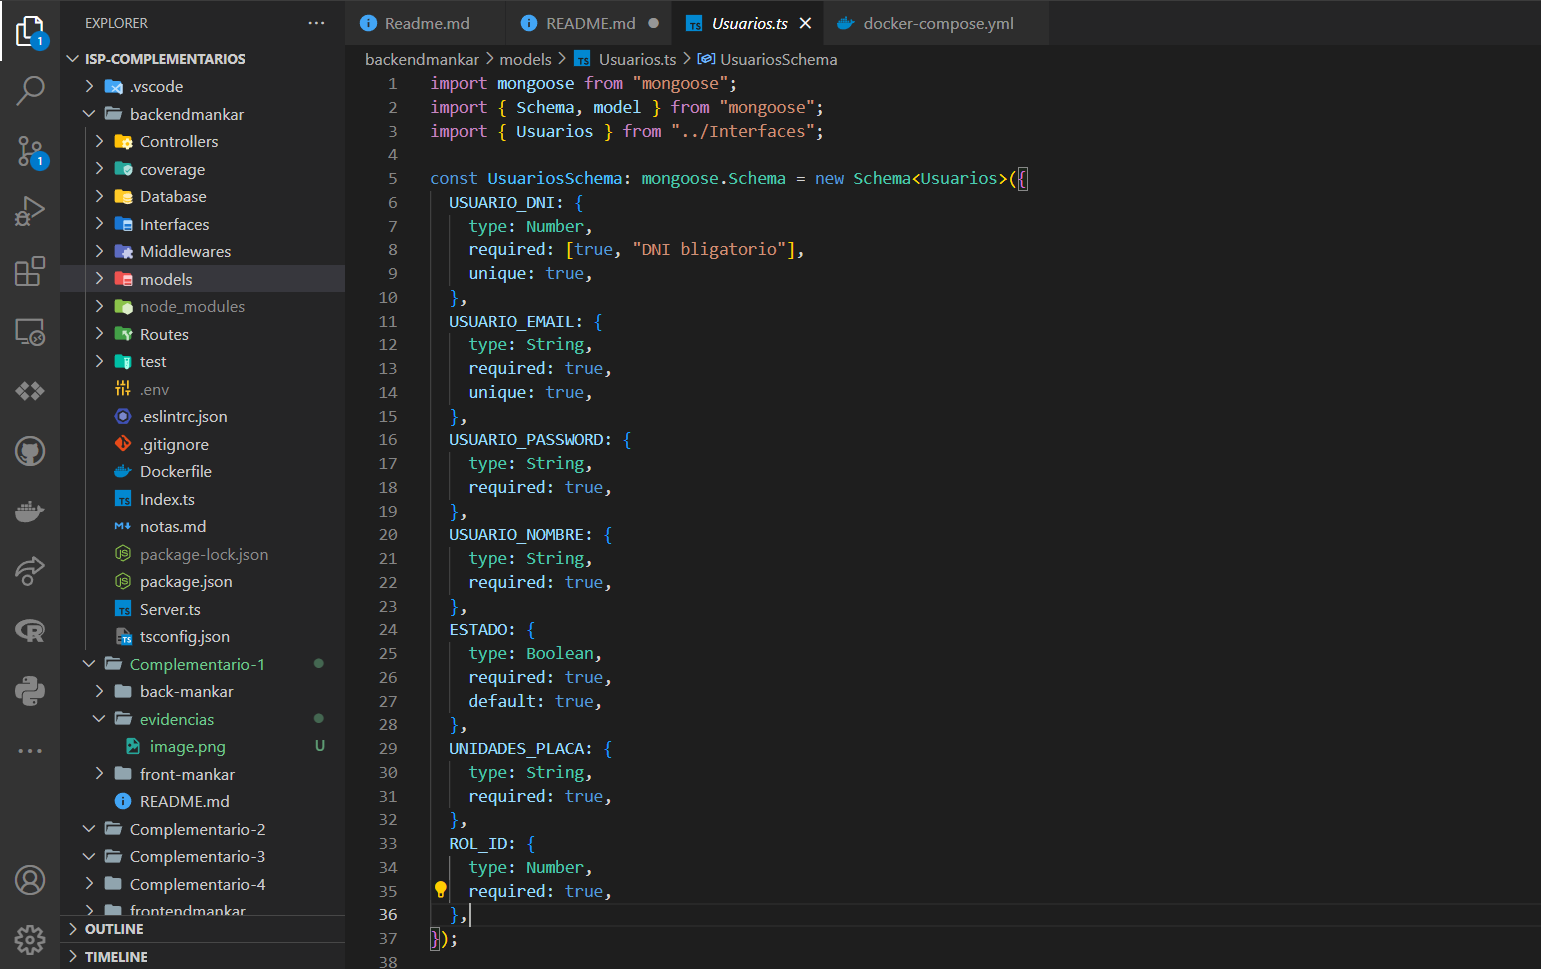 EXPLORER
ISP-COMPLEMENTARIOS
.vscode
backendmankar
Controllers
coverage
Database
Interfaces
Middlewares
models
node_modules
Routes
test
.env
.eslintrc.json
.gitignore
Dockerfile
Index.ts
notas.md
package-lock.json
package.json
Server.ts
tsconfig.json
Complementario-1
back-mankar
evidencias
image.png U
front-mankar
README.md
Complementario-2
Complementario-3
Complementario-4
frontendmankar
OUTLINE
TIMELINE
1
1
Readme.md
README.md
Usuarios.ts
docker-compose.yml
backendmankar > models > TS Usuarios.ts > UsuariosSchema
1 import mongoose from "mongoose";
2 import { Schema, model } from "mongoose";
3 import { Usuarios } from "../Interfaces";
4
5 const UsuariosSchema: mongoose.Schema = new Schema<Usuarios>({
6 USUARIO_DNI: {
7 type: Number,
8 required: [true, "DNI bligatorio"],
9 unique: true,
10 },
11 USUARIO_EMAIL: {
12 type: String,
13 required: true,
14 unique: true,
15 },
16 USUARIO_PASSWORD: {
17 type: String,
18 required: true,
19 },
20 USUARIO_NOMBRE: {
21 type: String,
22 required: true,
23 },
24 ESTADO: {
25 type: Boolean,
26 required: true,
27 default: true,
28 },
29 UNIDADES_PLACA: {
30 type: String,
31 required: true,
32 },
33 ROL_ID: {
34 type: Number,
35 required: true,
36 },
37 });
38